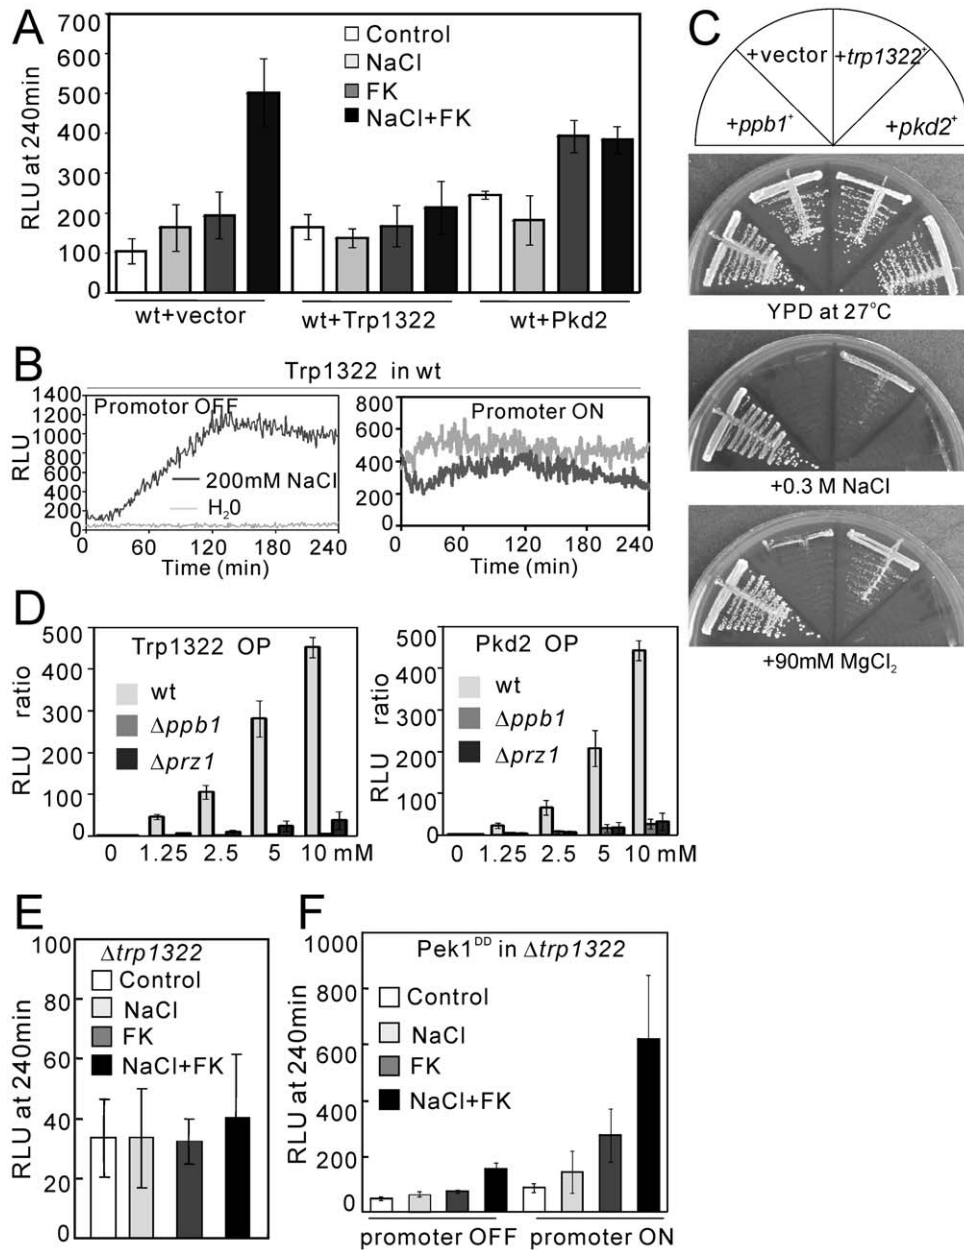 A
RLU at 240min
700
600
500
400
300
200
100
0
Control
NaCl
FK
NaCl+FK
wt+vector
wt+Trp1322
wt+Pkd2
B
Trp1322 in wt
RLU
1400
1200
1000
800
600
400
200
0
Promotor OFF
200mM NaCl
H₂0
0 60 120 180 240
Time (min)
800
600
400
200
0
Promoter ON
0 60 120 180 240
Time (min)
C
+vector
+trp1322⁺
+ppb1⁺
+pkd2⁺
YPD at 27°C
+0.3 M NaCl
+90mM MgCl₂
D
RLU ratio
500
400
300
200
100
0
Trp1322 OP
wt
Δppb1
Δprz1
0 1.25 2.5 5 10 mM
RLU ratio
500
400
300
200
100
0
Pkd2 OP
wt
Δppb1
Δprz1
0 1.25 2.5 5 10 mM
E
RLU at 240min
100
80
60
40
20
0
Δtrp1322
Control
NaCl
FK
NaCl+FK
F
RLU at 240min
1000
800
600
400
200
0
Pek1ᴰᴰ in Δtrp1322
Control
NaCl
FK
NaCl+FK
promoter OFF
promoter ON